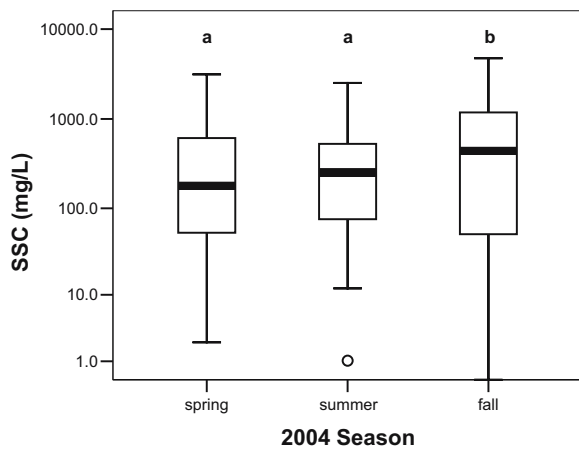 10000.0
a a b
1000.0
SSC (mg/L)
100.0
10.0
1.0
spring summer fall
2004 Season